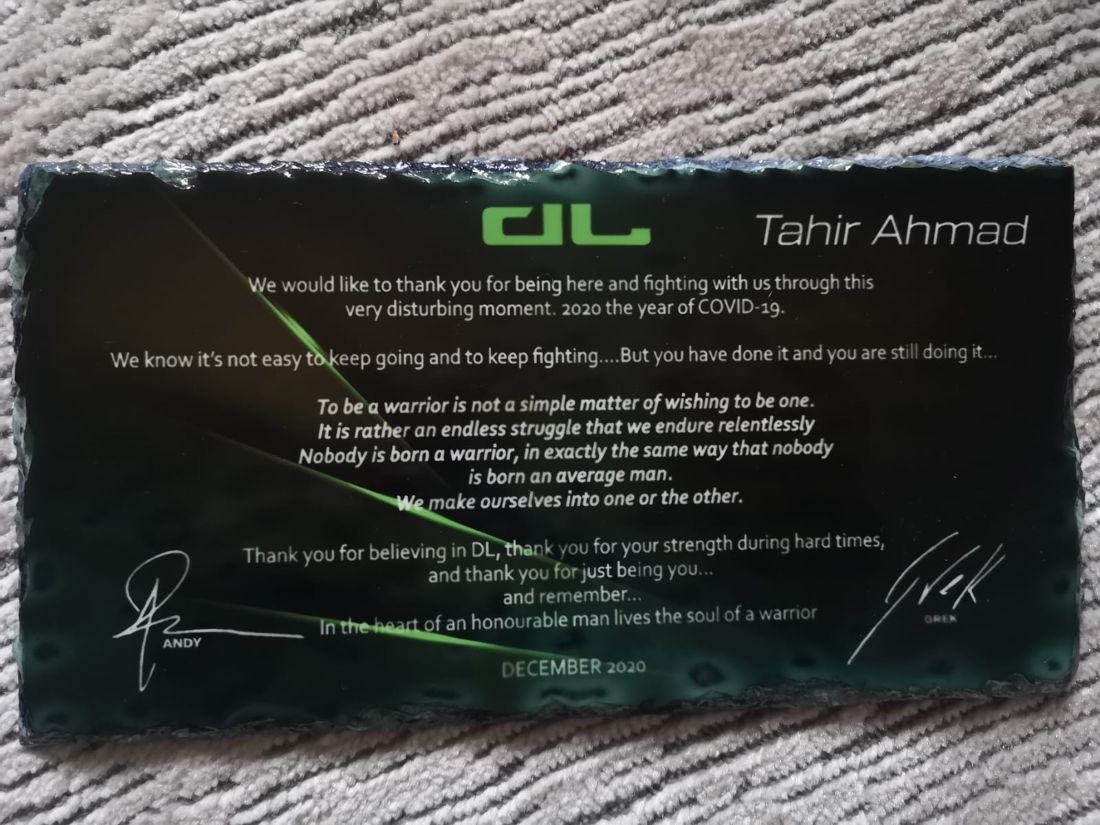 DL
Tahir Ahmad
We would like to thank you for being here and fighting with us through this
very disturbing moment. 2020 the year of COVID-19.
We know it's not easy to keep going and to keep fighting....But you have done it and you are still doing it...
To be a warrior is not a simple matter of wishing to be one.
It is rather an endless struggle that we endure relentlessly
Nobody is born a warrior, in exactly the same way that nobody
is born an average man.
We make ourselves into one or the other.
Thank you for believing in DL, thank you for your strength during hard times,
and thank you for just being you...
and remember...
In the heart of an honourable man lives the soul of a warrior
ANDY
Grek
GREK
DECEMBER 2020